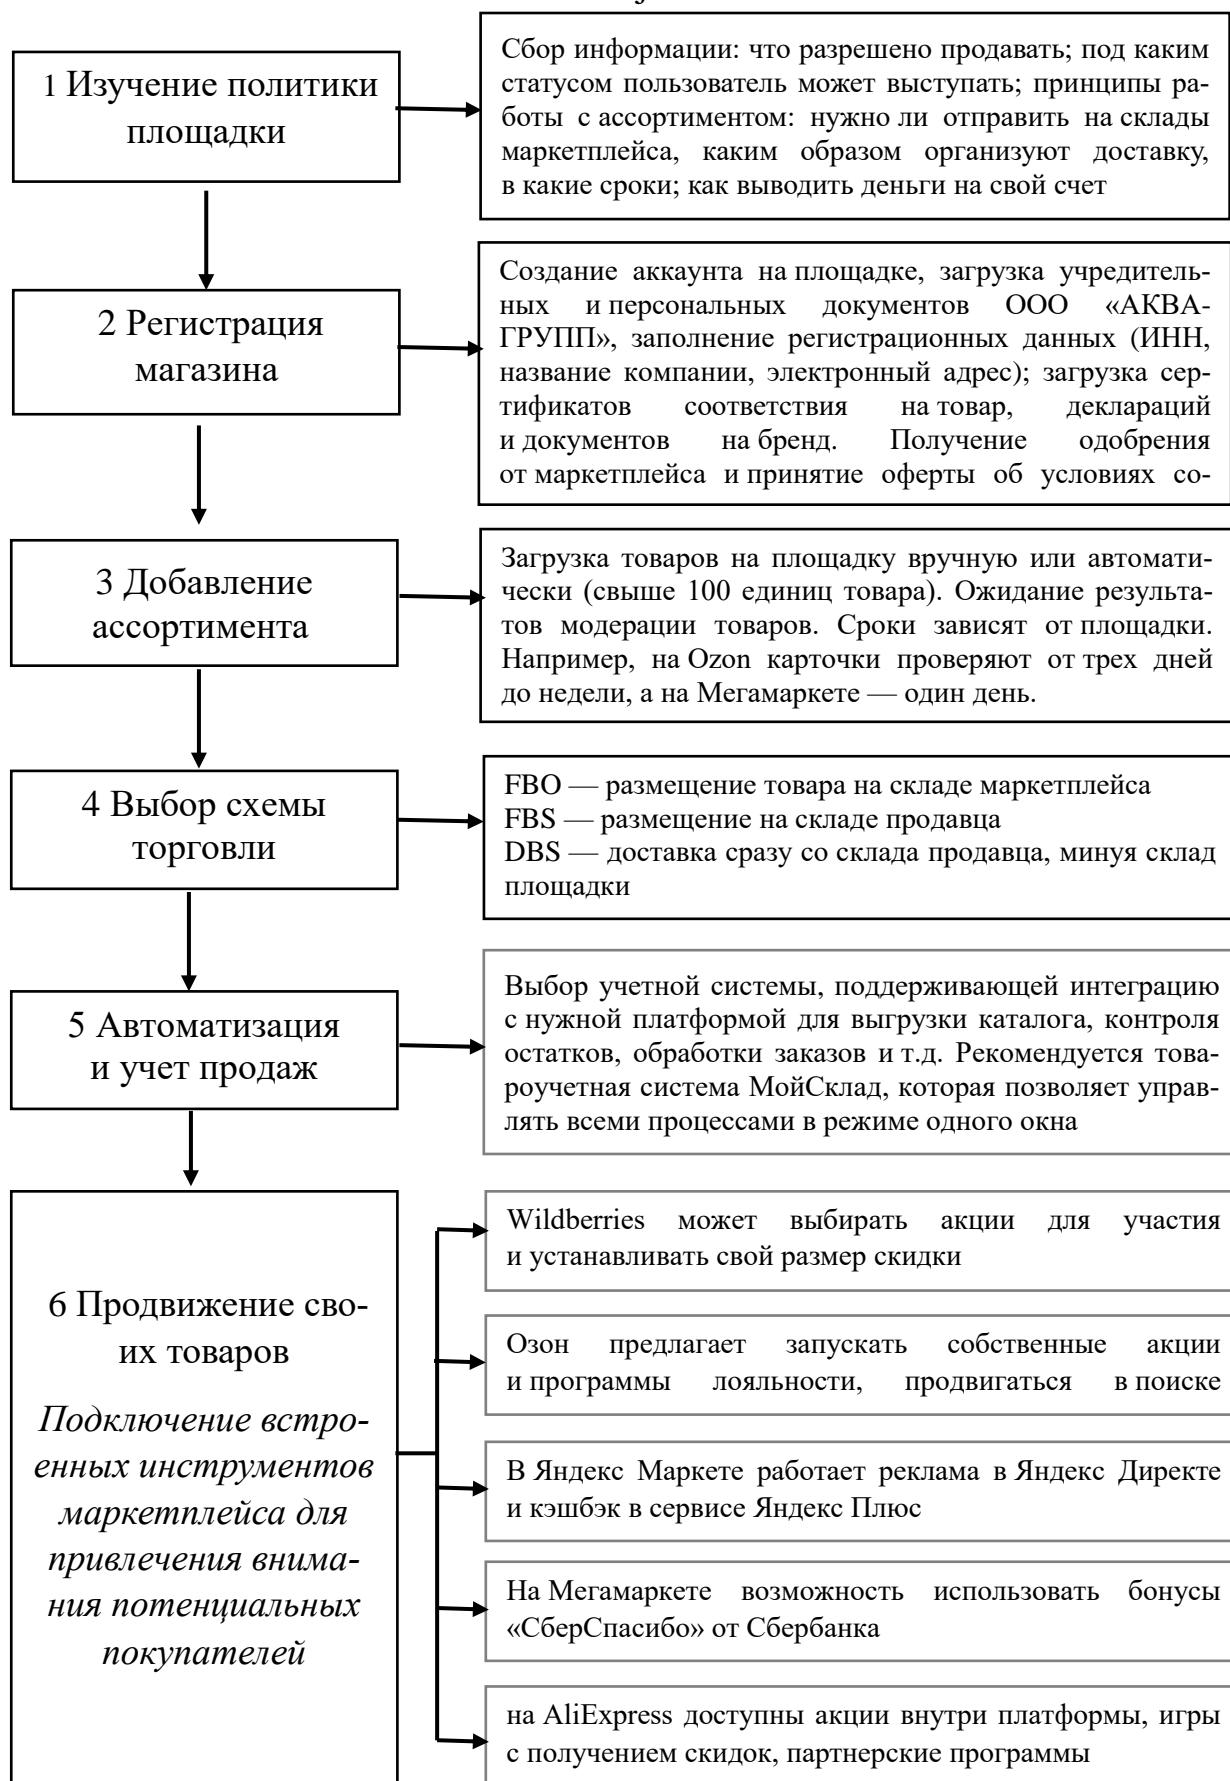 1 Изучение политики
площадки
Сбор информации: что разрешено продавать; под каким
статусом пользователь может выступать; принципы ра-
боты с ассортиментом: нужно ли отправить на склады
маркетплейса, каким образом организуют доставку,
в какие сроки; как выводить деньги на свой счет
2 Регистрация
магазина
Создание аккаунта на площадке, загрузка учредитель-
ных и персональных документов ООО «АКВА-
ГРУПП», заполнение регистрационных данных (ИНН,
название компании, электронный адрес); загрузка сер-
тификатов соответствия на товар, деклараций
и документов на бренд. Получение одобрения
от маркетплейса и принятие оферты об условиях со-
3 Добавление
ассортимента
Загрузка товаров на площадку вручную или автомати-
чески (свыше 100 единиц товара). Ожидание результа-
тов модерации товаров. Сроки зависят от площадки.
Например, на Ozon карточки проверяют от трех дней
до недели, а на Мегамаркете — один день.
4 Выбор схемы
торговли
FBO — размещение товара на складе маркетплейса
FBS — размещение на складе продавца
DBS — доставка сразу со склада продавца, минуя склад
площадки
5 Автоматизация
и учет продаж
Выбор учетной системы, поддерживающей интеграцию
с нужной платформой для выгрузки каталога, контроля
остатков, обработки заказов и т.д. Рекомендуется това-
роучетная система МойСклад, которая позволяет управ-
лять всеми процессами в режиме одного окна
6 Продвижение сво-
их товаров
Подключение встро-
енных инструментов
маркетплейса для
привлечения внима-
ния потенциальных
покупателей
Wildberries может выбирать акции для участия
и устанавливать свой размер скидки
Озон предлагает запускать собственные акции
и программы лояльности, продвигаться в поиске
В Яндекс Маркете работает реклама в Яндекс Директе
и кэшбэк в сервисе Яндекс Плюс
На Мегамаркете возможность использовать бонусы
«СберСпасибо» от Сбербанка
на AliExpress доступны акции внутри платформы, игры
с получением скидок, партнерские программы